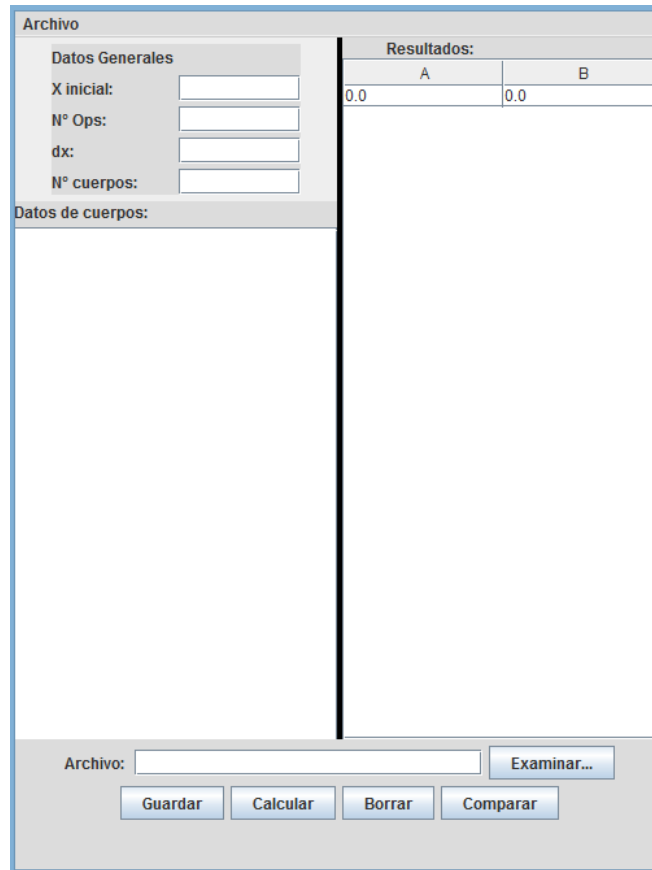 Archivo
Datos Generales
X inicial:
N° Ops:
dx:
N° cuerpos:
Datos de cuerpos:
Resultados:
A B
0.0 0.0
Archivo: Examinar...
Guardar Calcular Borrar Comparar